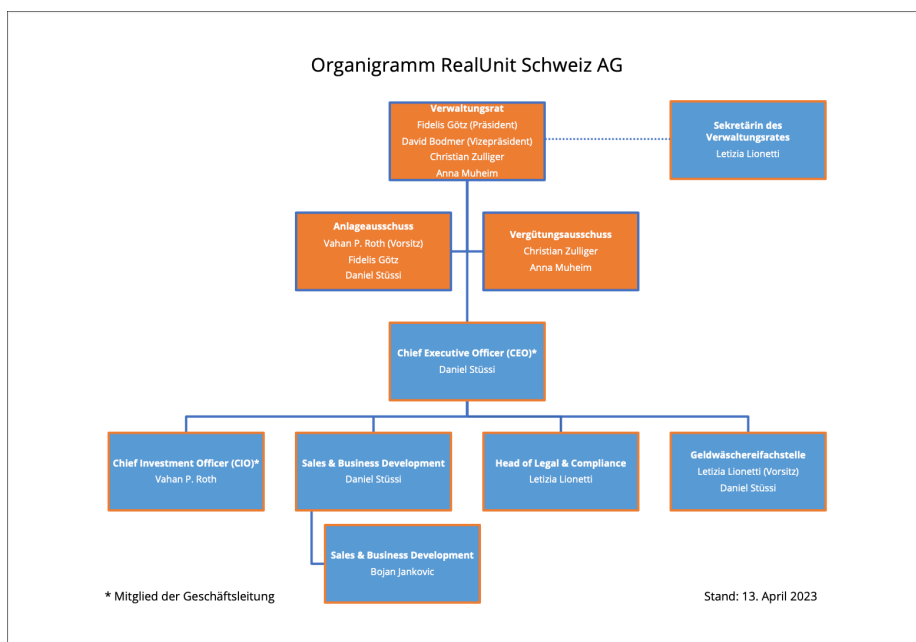 Organigramm RealUnit Schweiz AG
Verwaltungsrat
Fidelis Götz (Präsident)
David Bodmer (Vizepräsident)
Christian Zulliger
Anna Muheim
Sekretärin des
Verwaltungsrates
Letizia Lionetti
Anlageausschuss
Vahan P. Roth (Vorsitz)
Fidelis Götz
Daniel Stüssi
Vergütungsausschuss
Christian Zulliger
Anna Muheim
Chief Executive Officer (CEO)*
Daniel Stüssi
Chief Investment Officer (CIO)*
Vahan P. Roth
Sales & Business Development
Daniel Stüssi
Head of Legal & Compliance
Letizia Lionetti
Geldwäschereifachstelle
Letizia Lionetti (Vorsitz)
Daniel Stüssi
Sales & Business Development
Bojan Jankovic
* Mitglied der Geschäftsleitung
Stand: 13. April 2023